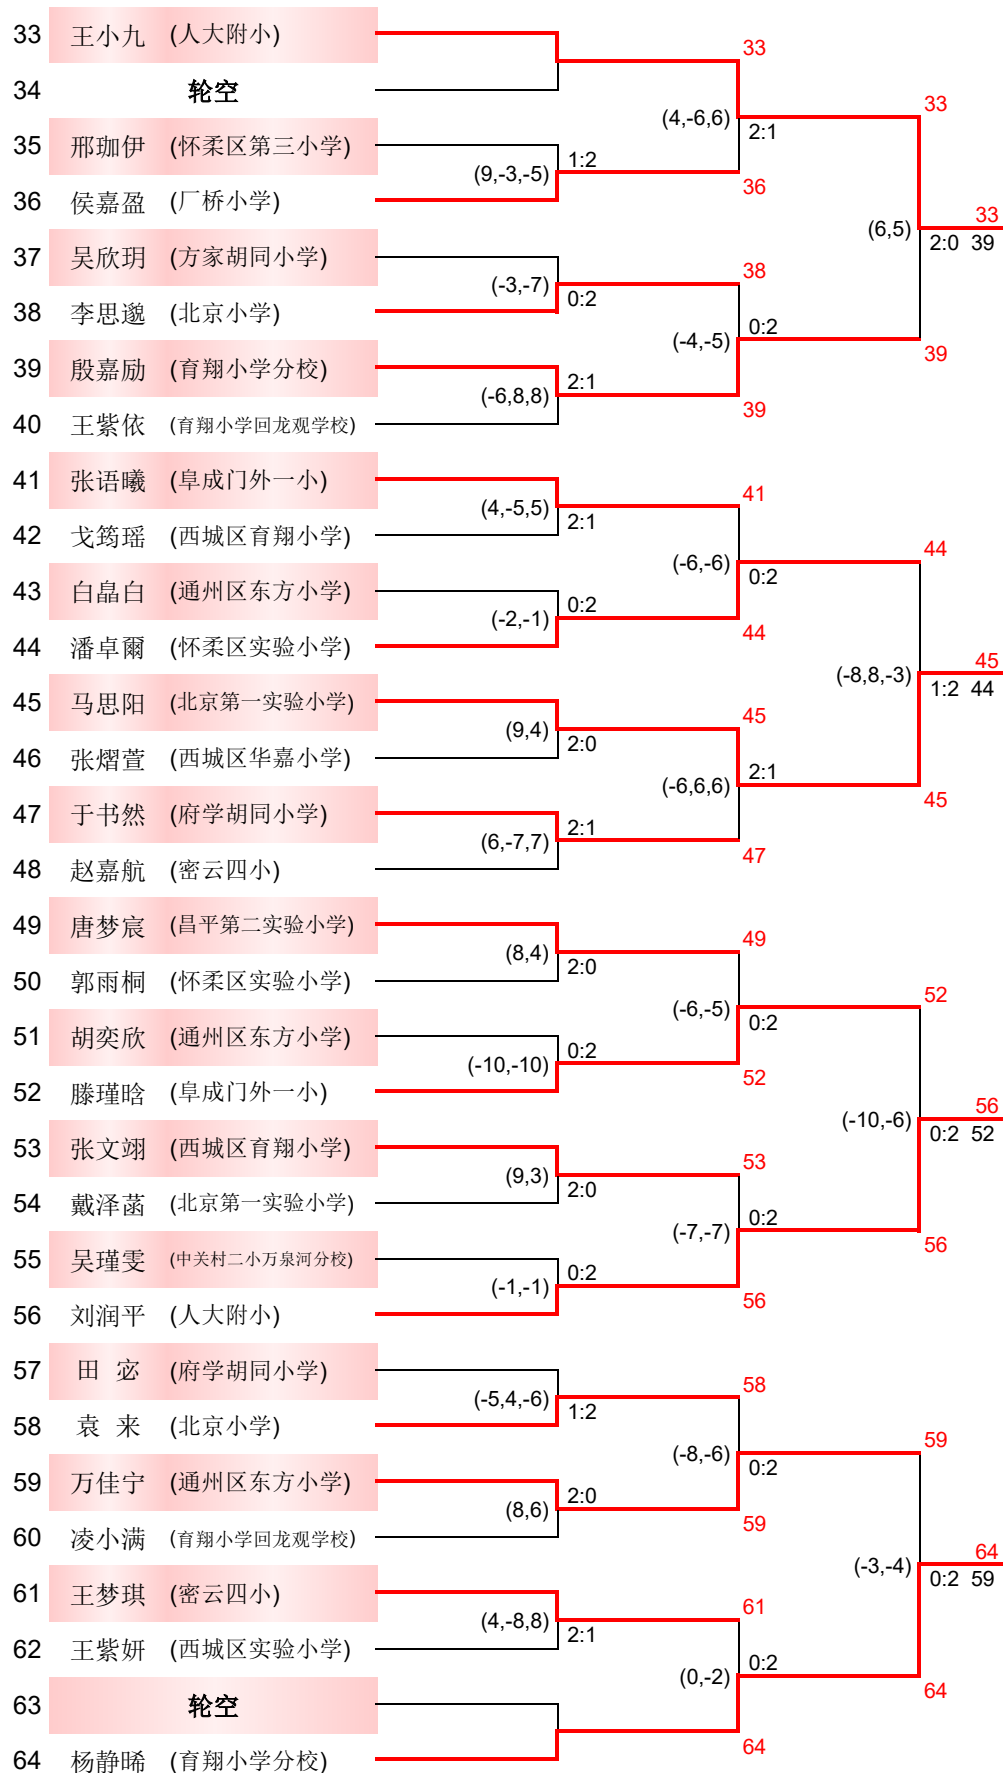 33 王小九 (人大附小)
33
34 轮空
33
(4,-6,6) 2:1
35 邢珈伊 (怀柔区第三小学)
1:2
(9,-3,-5)
36
36 侯嘉盈 (厂桥小学)
33
(6,5) 2:0 39
37 吴欣玥 (方家胡同小学)
38
(-3,-7) 0:2
38 李思邈 (北京小学)
0:2
(-4,-5)
39
39 殷嘉励 (育翔小学分校)
2:1
(-6,8,8)
39
40 王紫依 (育翔小学回龙观学校)
41 张语曦 (阜成门外一小)
41
(4,-5,5) 2:1
42 戈筠瑶 (西城区育翔小学)
44
(-6,-6) 0:2
43 白皛白 (通州区东方小学)
0:2
(-2,-1)
44
44 潘卓爾 (怀柔区实验小学)
45
(-8,8,-3) 1:2 44
45 马思阳 (北京第一实验小学)
45
(9,4) 2:0
46 张熠萱 (西城区华嘉小学)
2:1
(-6,6,6)
45
47 于书然 (府学胡同小学)
2:1
(6,-7,7)
47
48 赵嘉航 (密云四小)
49 唐梦宸 (昌平第二实验小学)
49
(8,4) 2:0
50 郭雨桐 (怀柔区实验小学)
52
(-6,-5) 0:2
51 胡奕欣 (通州区东方小学)
0:2
(-10,-10)
52
52 滕瑾晗 (阜成门外一小)
56
(-10,-6) 0:2 52
53 张文翊 (西城区育翔小学)
53
(9,3) 2:0
54 戴泽菡 (北京第一实验小学)
0:2
(-7,-7)
56
55 吴瑾雯 (中关村二小万泉河分校)
0:2
(-1,-1)
56
56 刘润平 (人大附小)
57 田宓 (府学胡同小学)
58
(-5,4,-6) 1:2
58 袁来 (北京小学)
59
(-8,-6) 0:2
59 万佳宁 (通州区东方小学)
2:0
(8,6)
59
60 凌小满 (育翔小学回龙观学校)
64
(-3,-4) 0:2 59
61 王梦琪 (密云四小)
61
(4,-8,8) 2:1
62 王紫妍 (西城区实验小学)
0:2
(0,-2)
64
63 轮空
64
64 杨静晞 (育翔小学分校)